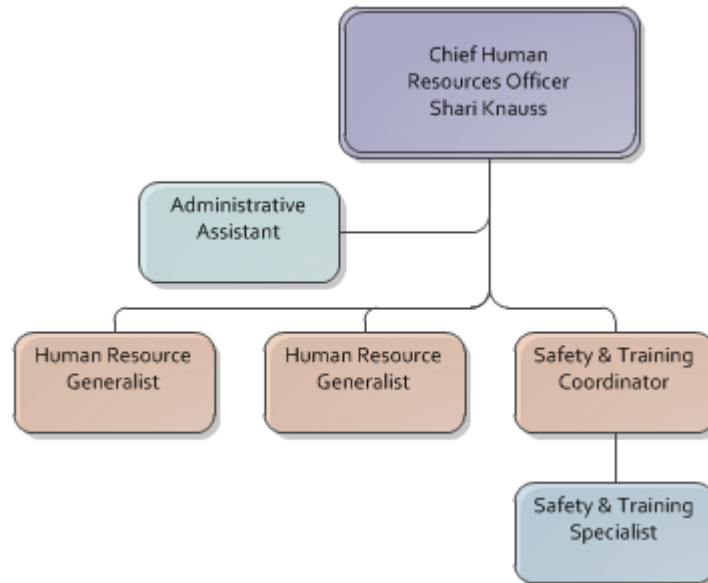 Chief Human
Resources Officer
Shari Knauss
Administrative
Assistant
Human Resource
Generalist
Human Resource
Generalist
Safety & Training
Coordinator
Safety & Training
Specialist